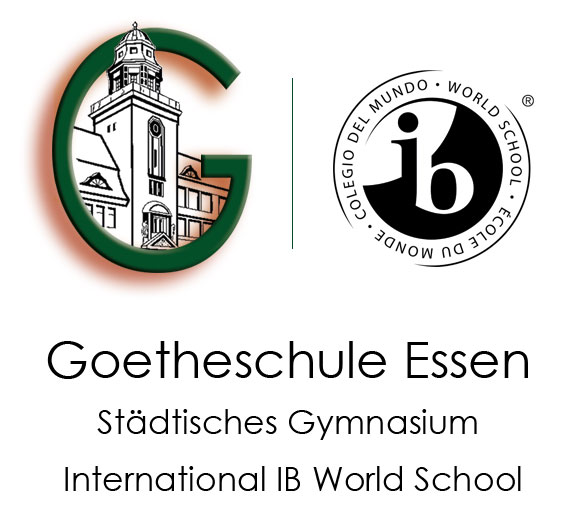 G
ib
®
COLEGIO DEL MUNDO · WORLD SCHOOL · ÉCOLE DU MONDE ·
Goetheschule Essen
Städtisches Gymnasium
International IB World School